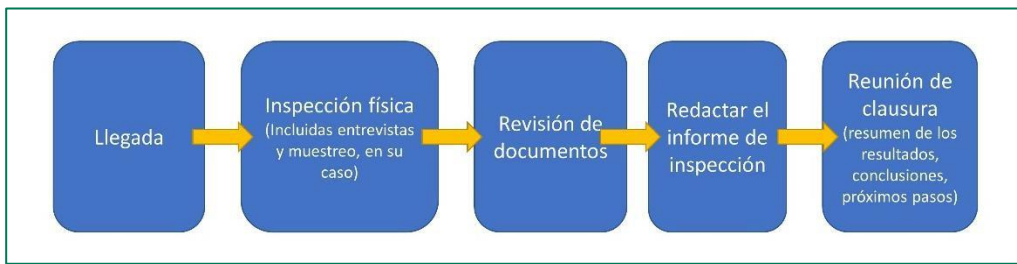 Llegada
Inspección física
(Incluidas entrevistas
y muestreo, en su
caso)
Revisión de
documentos
Redactar el
informe de
inspección
Reunión de
clausura
(resumen de los
resultados,
conclusiones,
próximos pasos)